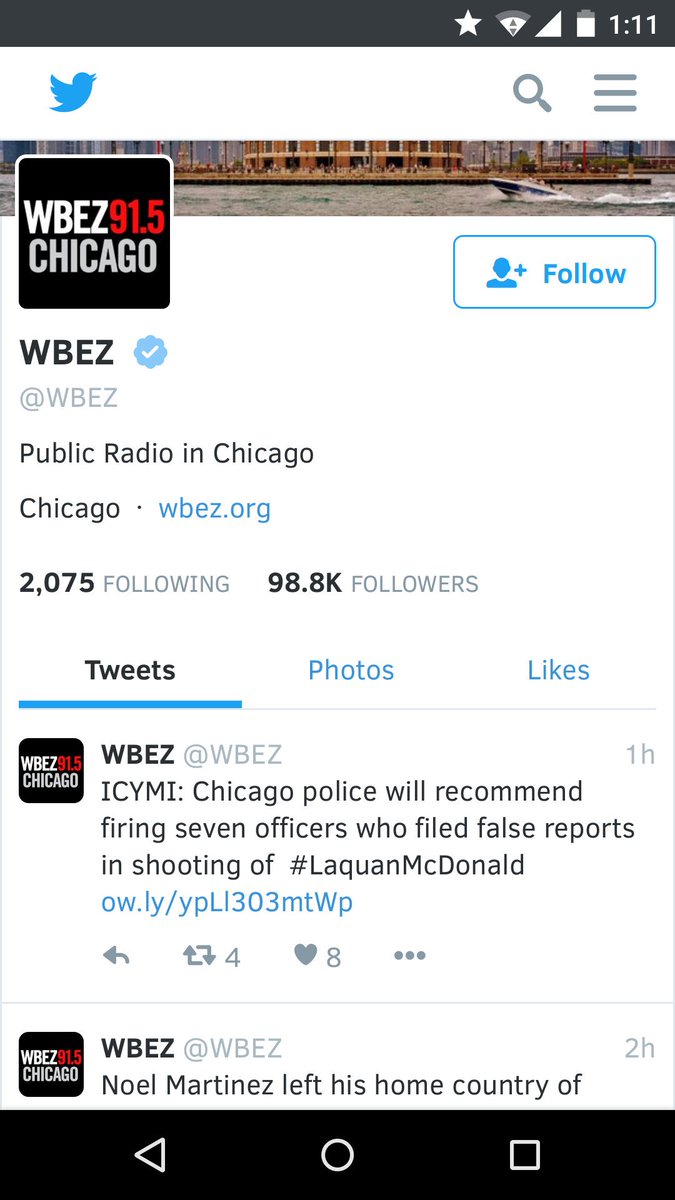 1:11
WBEZ91.5
CHICAGO
Follow
WBEZ
@WBEZ
Public Radio in Chicago
Chicago · wbez.org
2,075 FOLLOWING 98.8K FOLLOWERS
Tweets Photos Likes
WBEZ91.5
CHICAGO
WBEZ @WBEZ 1h
ICYMI: Chicago police will recommend
firing seven officers who filed false reports
in shooting of #LaquanMcDonald
ow.ly/ypLl303mtWp
4 8
WBEZ91.5
CHICAGO
WBEZ @WBEZ 2h
Noel Martinez left his home country of